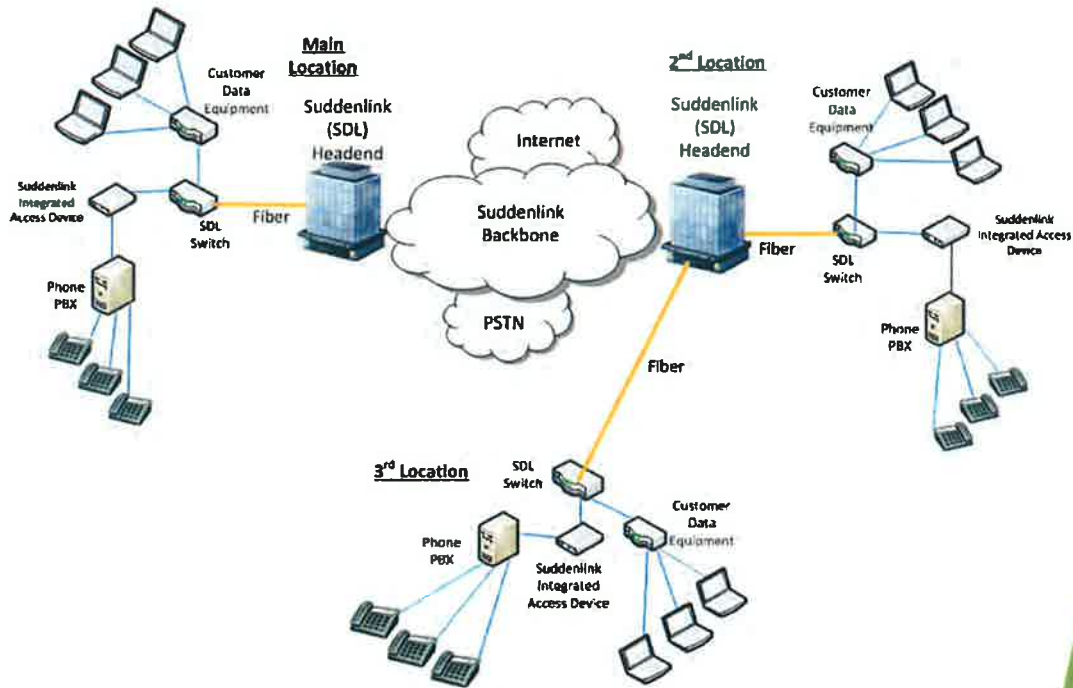 Main
Location
Suddenlink
(SDL)
Headend
Customer
Data
Equipment
Suddenlink
Integrated
Access Device
SDL
Switch
Fiber
Phone
PBX
Internet
Suddenlink
Backbone
PSTN
2nd Location
Suddenlink
(SDL)
Headend
Customer
Data
Equipment
Fiber
SDL
Switch
Suddenlink
Integrated Access
Device
Phone
PBX
Fiber
3rd Location
SDL
Switch
Customer
Data
Equipment
Phone
PBX
Suddenlink
Integrated
Access Device